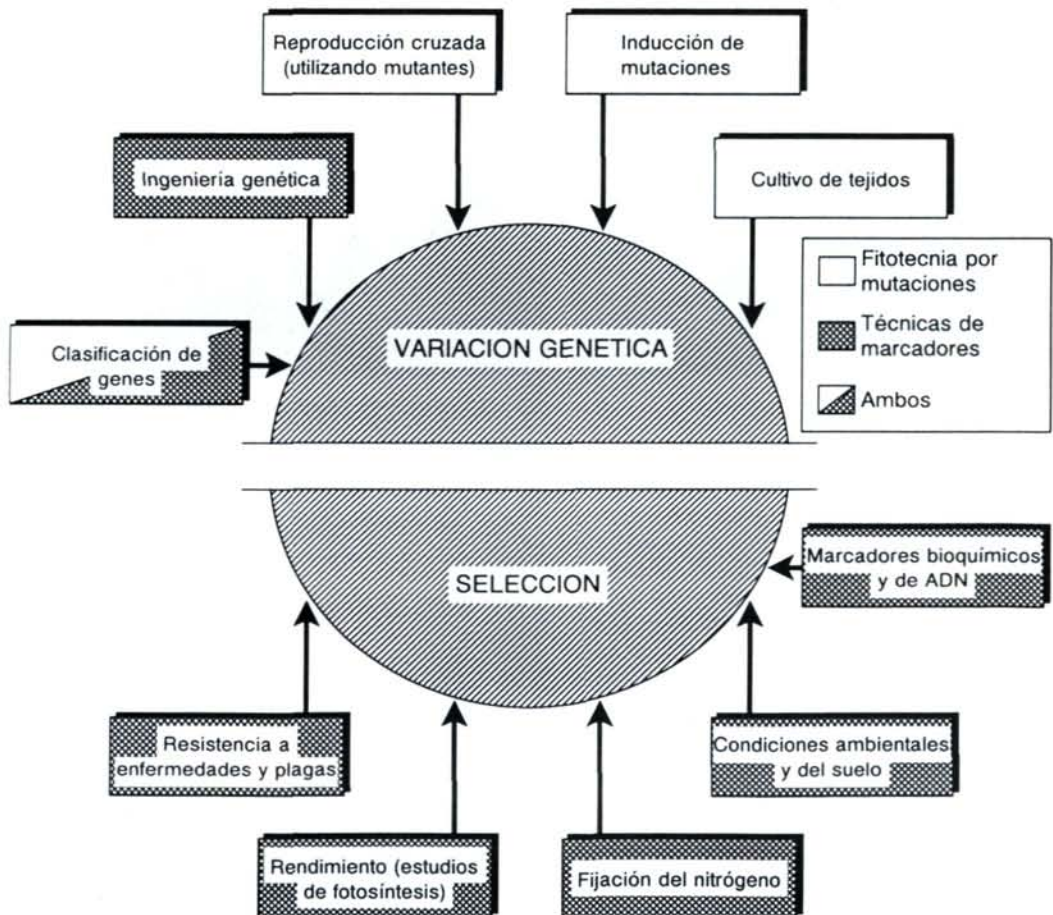 Reproducción cruzada
(utilizando mutantes)
Inducción de
mutaciones
Ingeniería genética
Cultivo de tejidos
Fitotecnia por
mutaciones
Técnicas de
marcadores
Ambos
Clasificación de
genes
VARIACION GENETICA
SELECCION
Marcadores bioquímicos
y de ADN
Resistencia a
enfermedades y plagas
Condiciones ambientales
y del suelo
Rendimiento (estudios
de fotosíntesis)
Fijación del nitrógeno